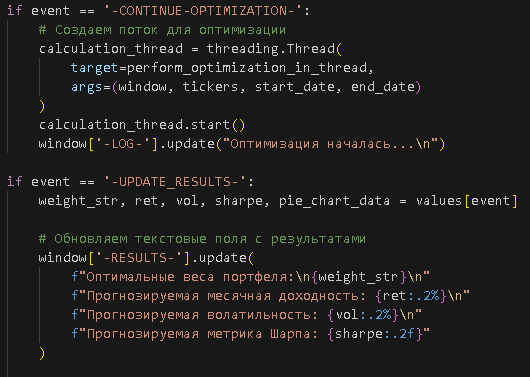 if event == '-CONTINUE-OPTIMIZATION-':
# Создаем поток для оптимизации
calculation_thread = threading.Thread(
target=perform_optimization_in_thread,
args=(window, tickers, start_date, end_date)
)
calculation_thread.start()
window['-LOG-'].update("Оптимизация началась...\n")
if event == '-UPDATE_RESULTS-':
weight_str, ret, vol, sharpe, pie_chart_data = values[event]
# Обновляем текстовые поля с результатами
window['-RESULTS-'].update(
f"Оптимальные веса портфеля:\n{weight_str}\n"
f"Прогнозируемая месячная доходность: {ret:.2%}\n"
f"Прогнозируемая волатильность: {vol:.2%}\n"
f"Прогнозируемая метрика Шарпа: {sharpe:.2f}"
)